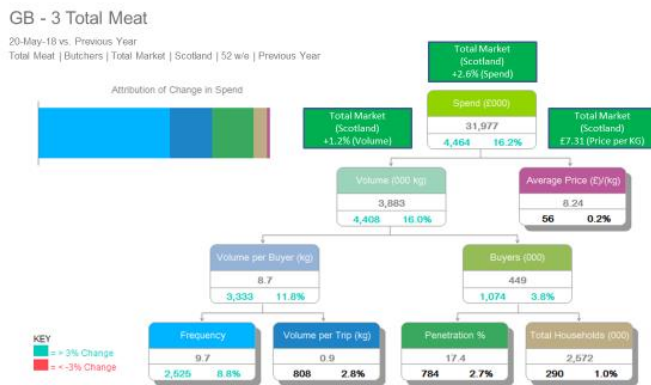 GB - 3 Total Meat
20-May-18 vs. Previous Year
Total Meat | Butchers | Total Market | Scotland | 52 w/e | Previous Year
Attribution of Change in Spend
Total Market
(Scotland)
+2.6% (Spend)
Total Market
(Scotland)
+1.2% (Volume)
Spend (£000)
31,977
4,464 16.2%
Total Market
(Scotland)
£7.31 (Price per KG)
Volume (000 kg)
3,883
4,408 16.0%
Average Price (£)/(kg)
8.24
56 0.2%
Volume per Buyer (kg)
8.7
3,333 11.8%
Buyers (000)
449
1,074 3.8%
Frequency
9.7
2,525 8.8%
Volume per Trip (kg)
0.9
808 2.8%
Penetration %
17.4
784 2.7%
Total Households (000)
2,572
290 1.0%
KEY
= > 3% Change
= < -3% Change